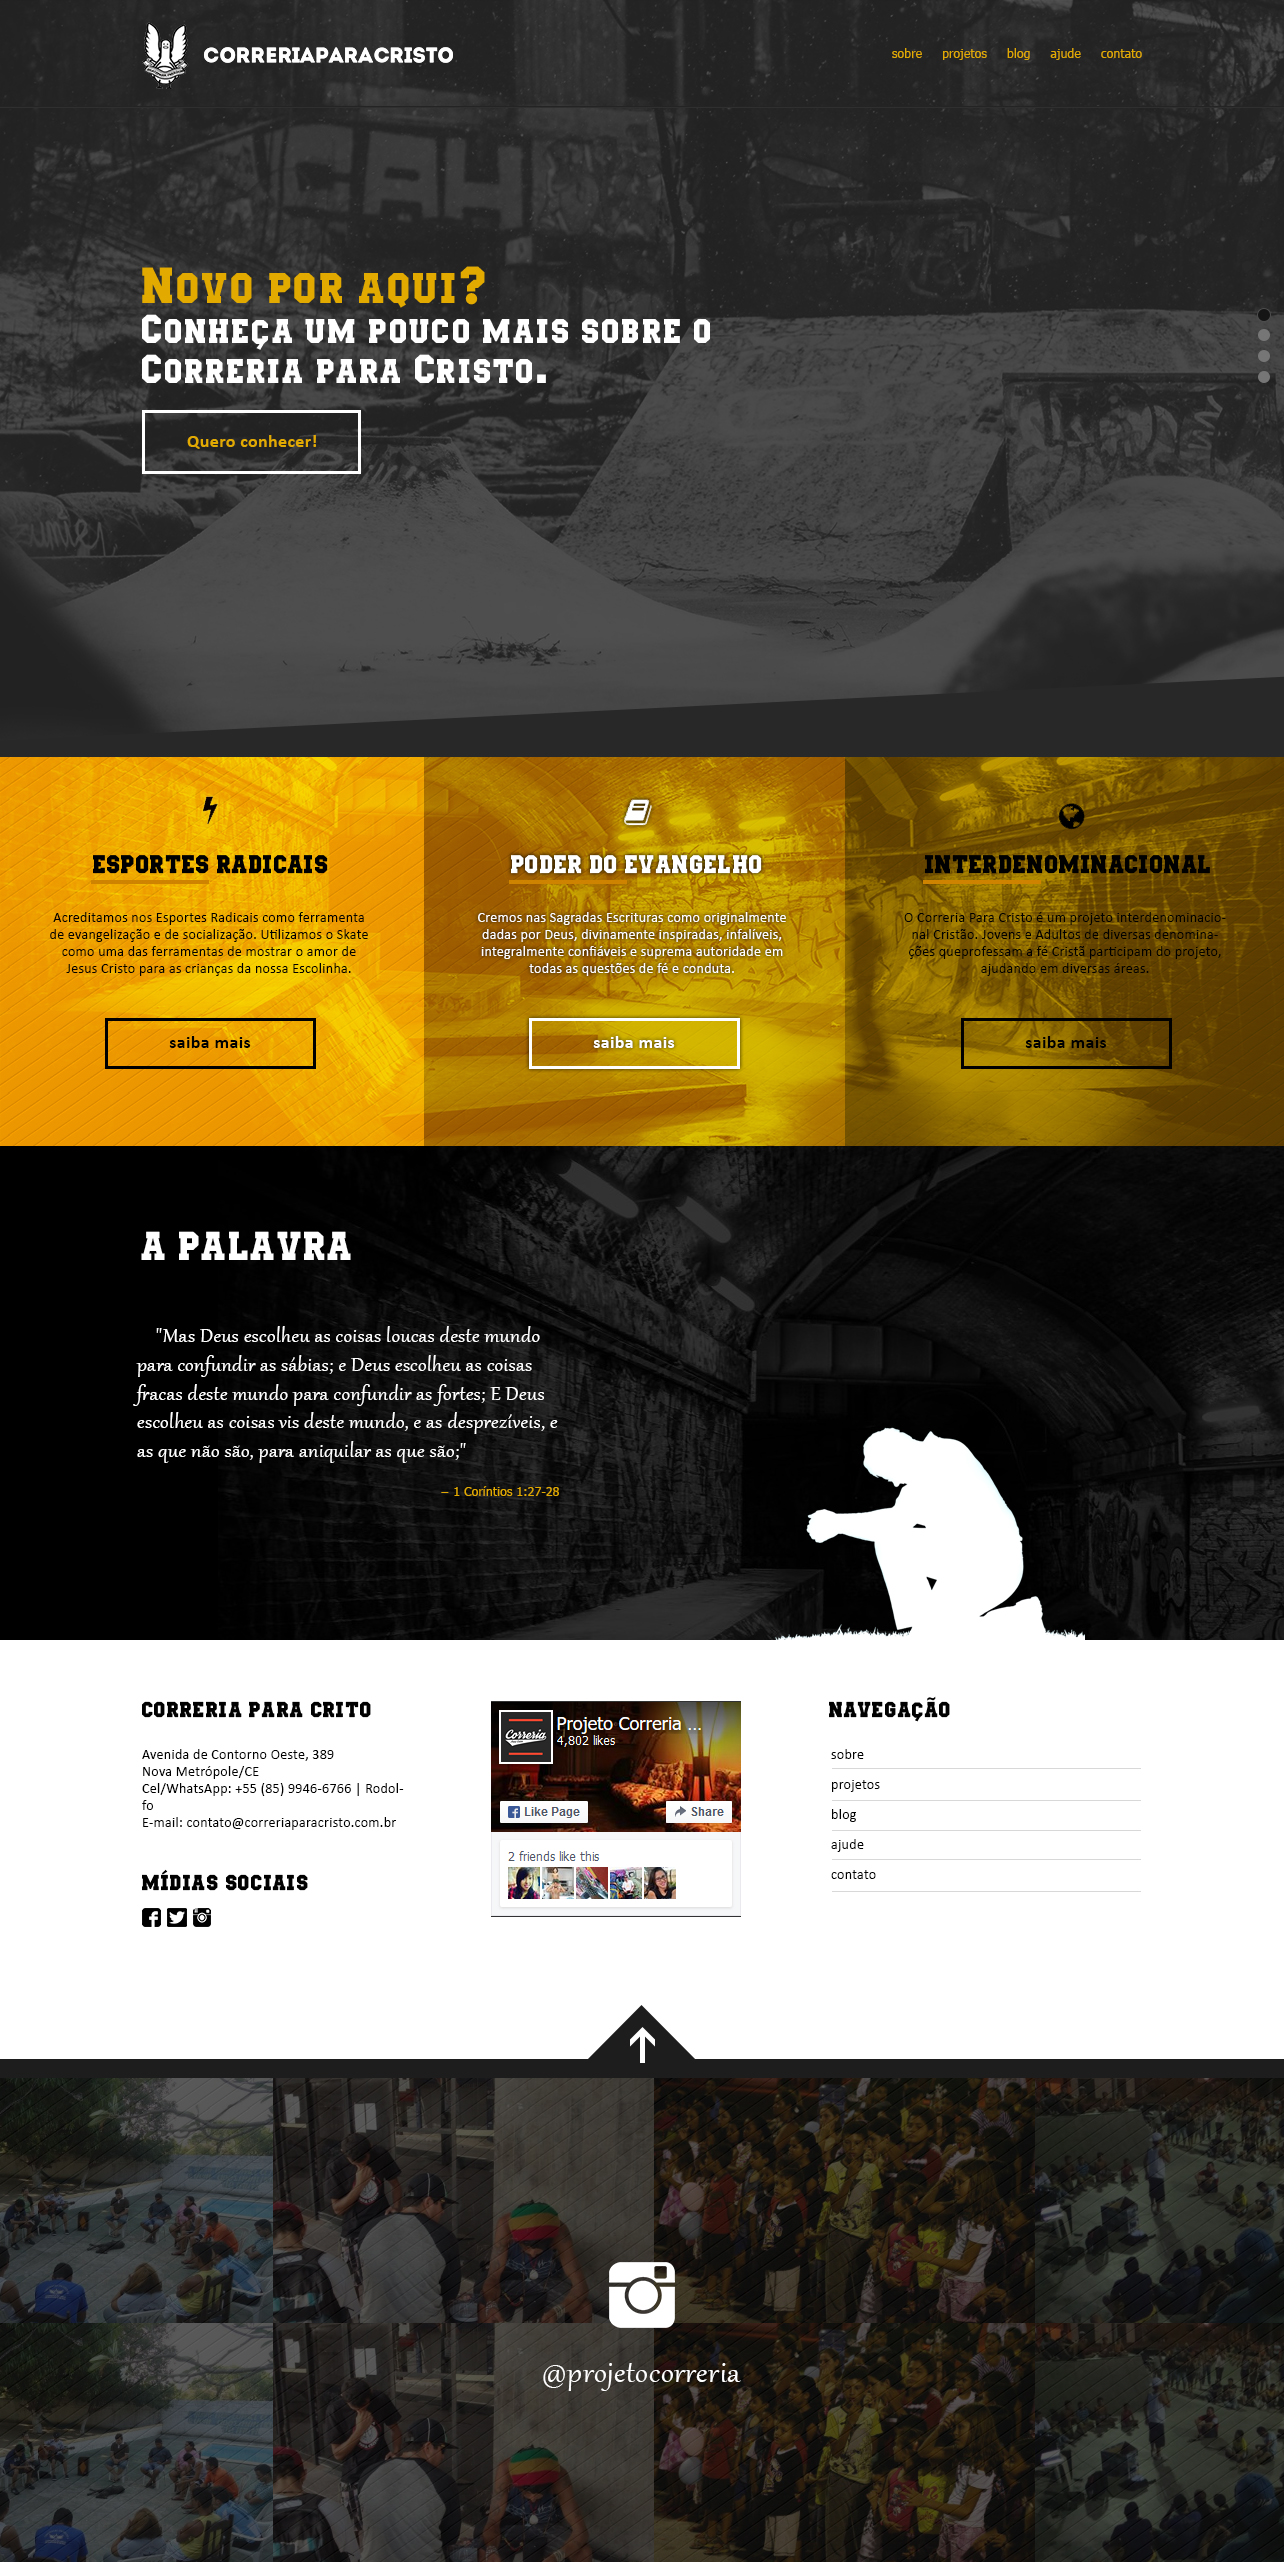 CORRERIAPARACRISTO
sobre projetos blog ajude contato
Novo por aqui?
Conheça um pouco mais sobre o
Correria para Cristo.
Quero conhecer!
ESPORTES RADICAIS
Acreditamos nos Esportes Radicais como ferramenta
de evangelização e de socialização. Utilizamos o Skate
como uma das ferramentas de mostrar o amor de
Jesus Cristo para as crianças da nossa Escolinha.
saiba mais
PODER DO EVANGELHO
Cremos nas Sagradas Escrituras como originalmente
dadas por Deus, divinamente inspiradas, infalíveis,
integralmente confiáveis e suprema autoridade em
todas as questões de fé e conduta.
saiba mais
INTERDENOMINACIONAL
O Correria Para Cristo é um projeto interdenominacio-
nal Cristão. Jovens e Adultos de diversas denomina-
ções queprofessam a fé Cristã participam do projeto,
ajudando em diversas áreas.
saiba mais
A PALAVRA
"Mas Deus escolheu as coisas loucas deste mundo
para confundir as sábias; e Deus escolheu as coisas
fracas deste mundo para confundir as fortes; E Deus
escolheu as coisas vis deste mundo, e as desprezíveis, e
as que não são, para aniquilar as que são;"
– 1 Coríntios 1:27-28
CORRERIA PARA CRITO
Avenida de Contorno Oeste, 389
Nova Metrópole/CE
Cel/WhatsApp: +55 (85) 9946-6766 | Rodol-
fo
E-mail: contato@correriaparacristo.com.br
MÍDIAS SOCIAIS
Correria
Projeto Correria ...
4,802 likes
Like Page
Share
2 friends like this
NAVEGAÇÃO
sobre
projetos
blog
ajude
contato
@projetocorreria